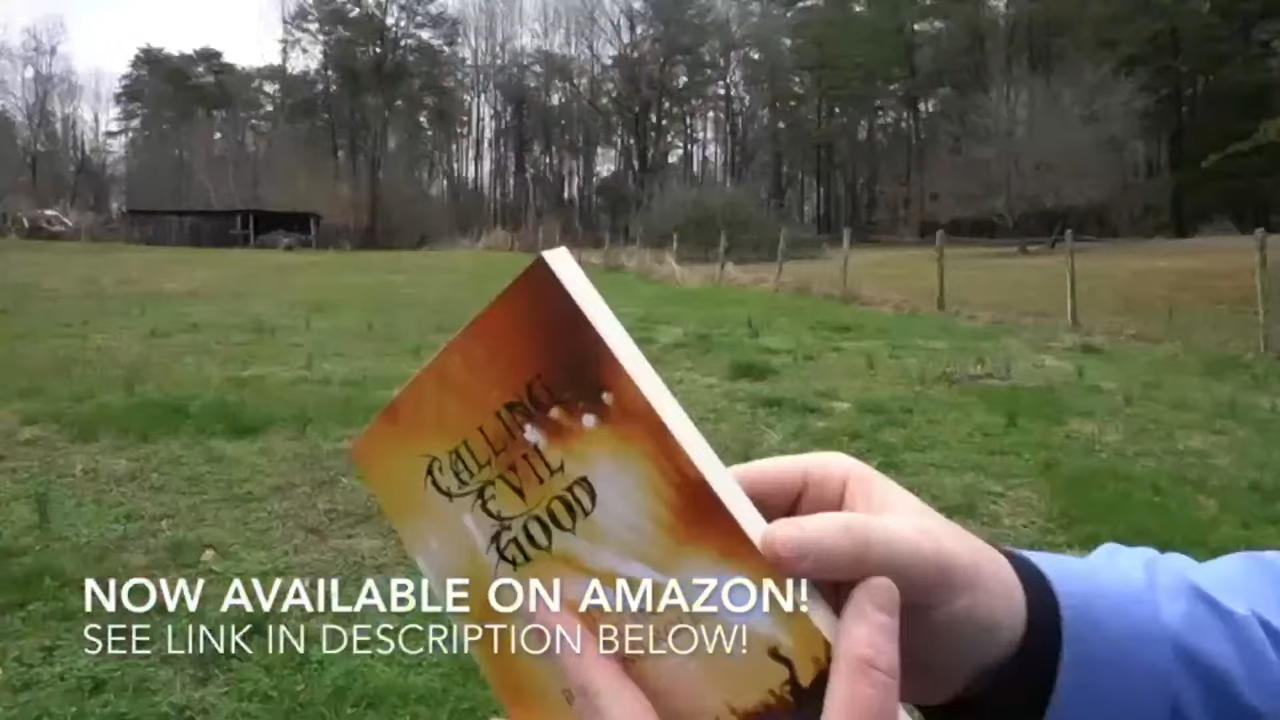 CALLING
EVIL
GOOD
NOW AVAILABLE ON AMAZON!
SEE LINK IN DESCRIPTION BELOW!